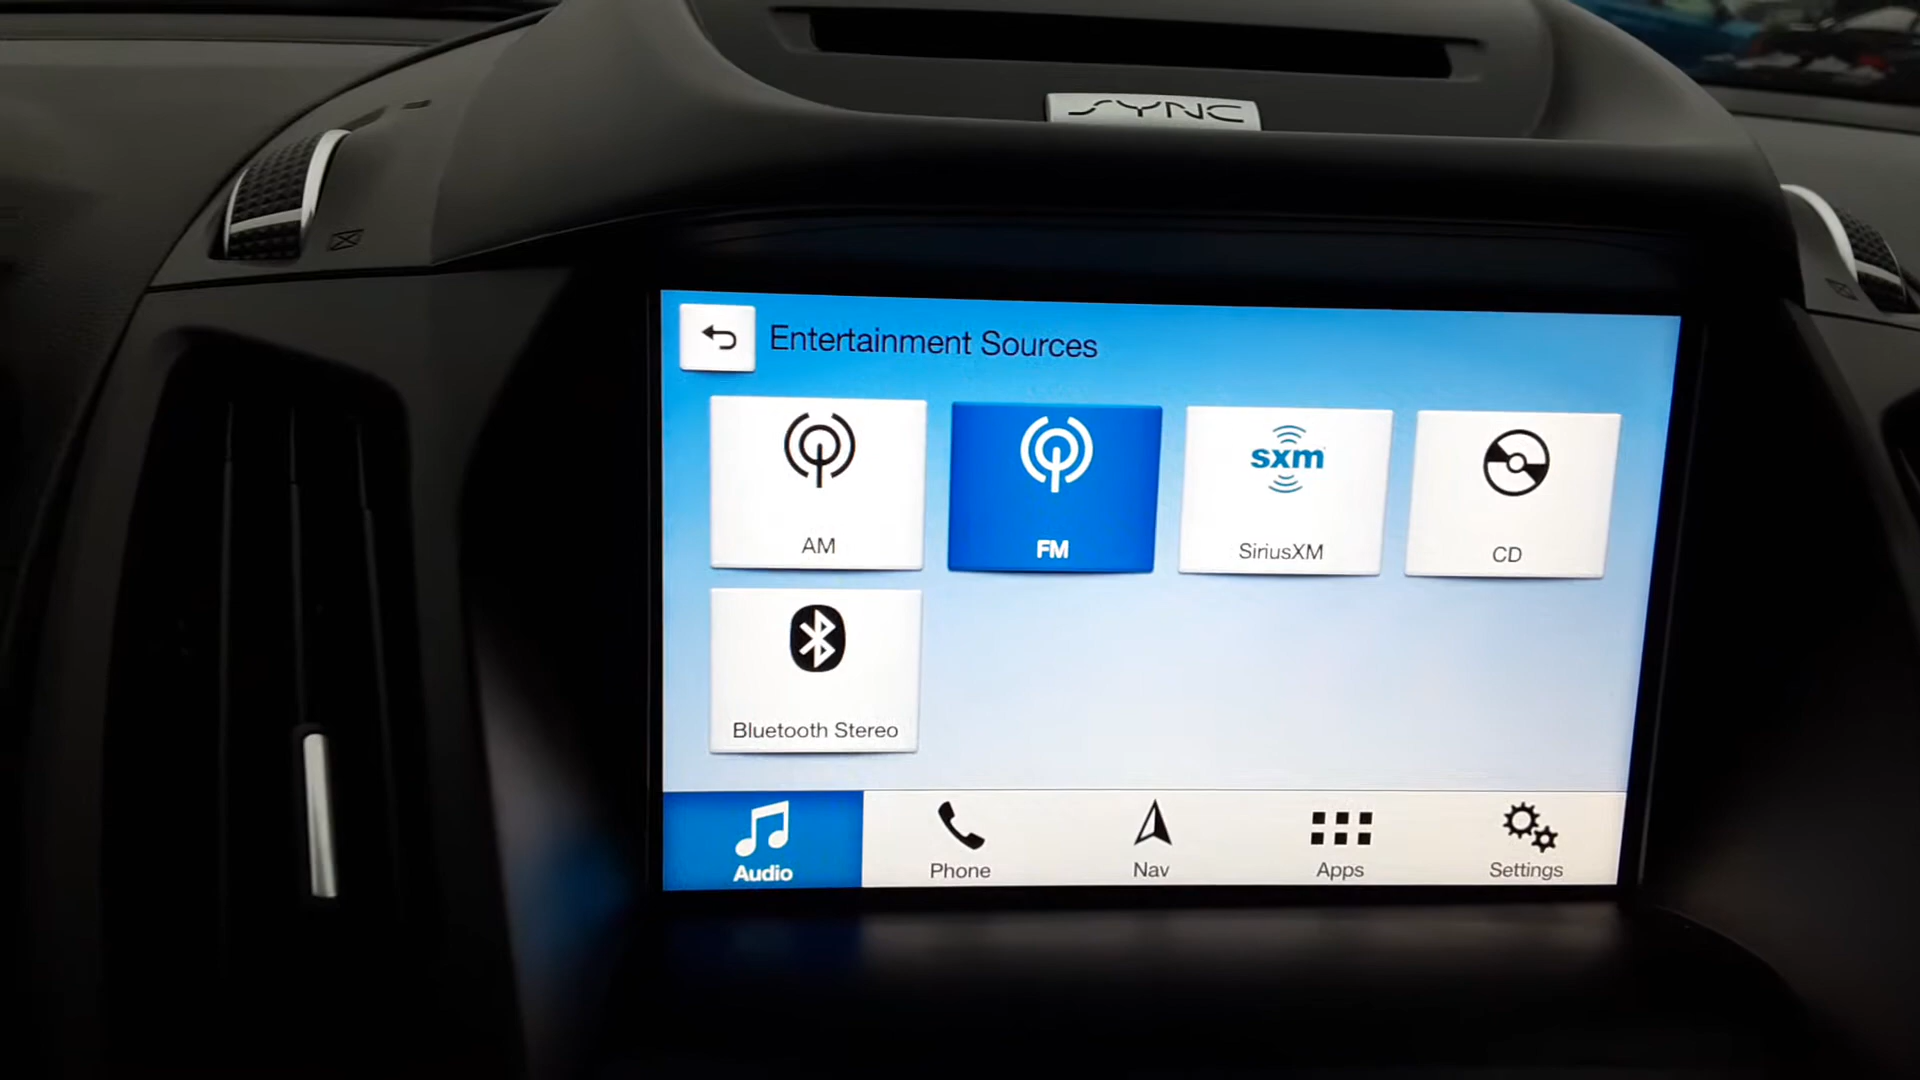 SYNC
Entertainment Sources
AM
FM
sxm
SiriusXM
CD
Bluetooth Stereo
Audio
Phone
Nav
Apps
Settings